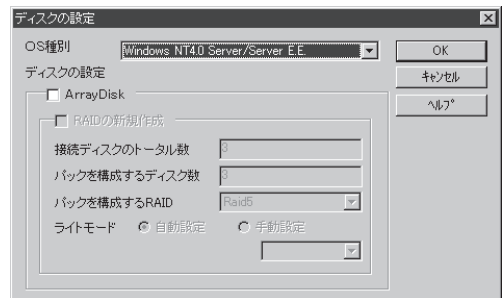 ディスクの設定
OS種別 Windows NT4.0 Server/Server E.E.
OK
ディスクの設定
キャンセル
ArrayDisk
ヘルプ
RAIDの新規作成
接続ディスクのトータル数 3
パックを構成するディスク数 3
パックを構成するRAID Raid5
ライトモード 自動設定 手動設定